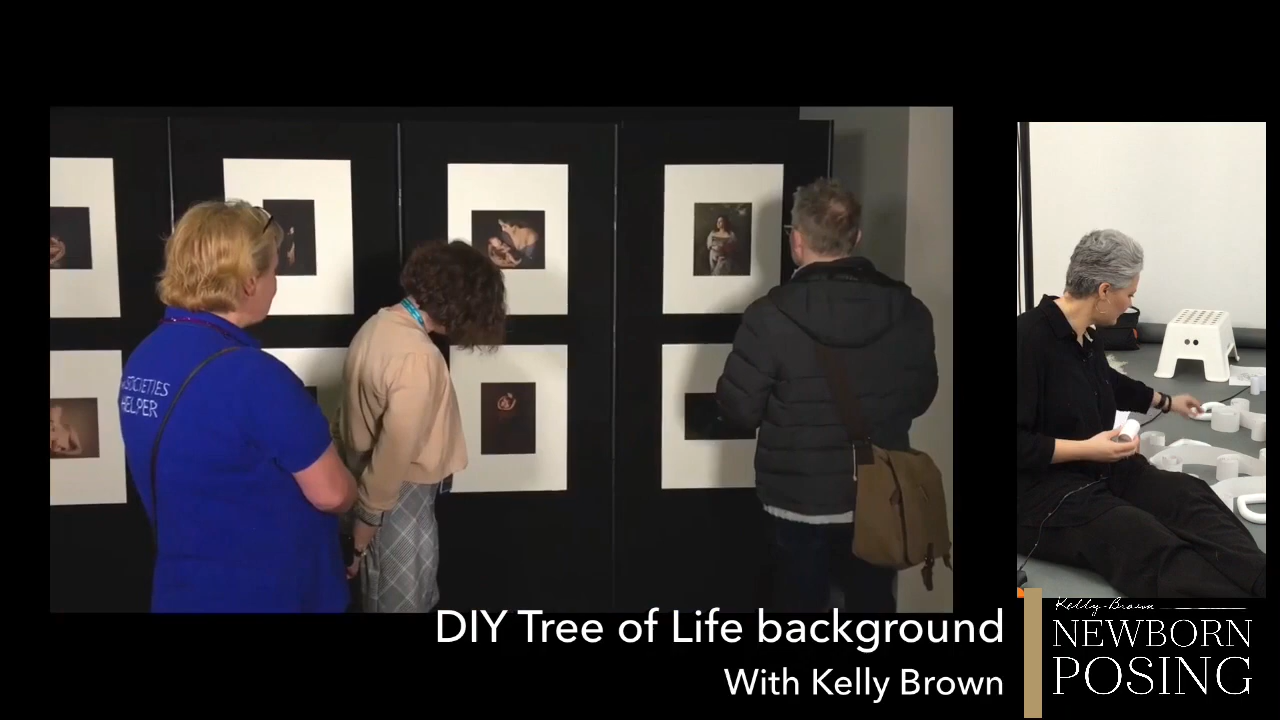 SOCIETIES
HELPER
DIY Tree of Life background
With Kelly Brown
Kelly Brown
NEWBORN
POSING